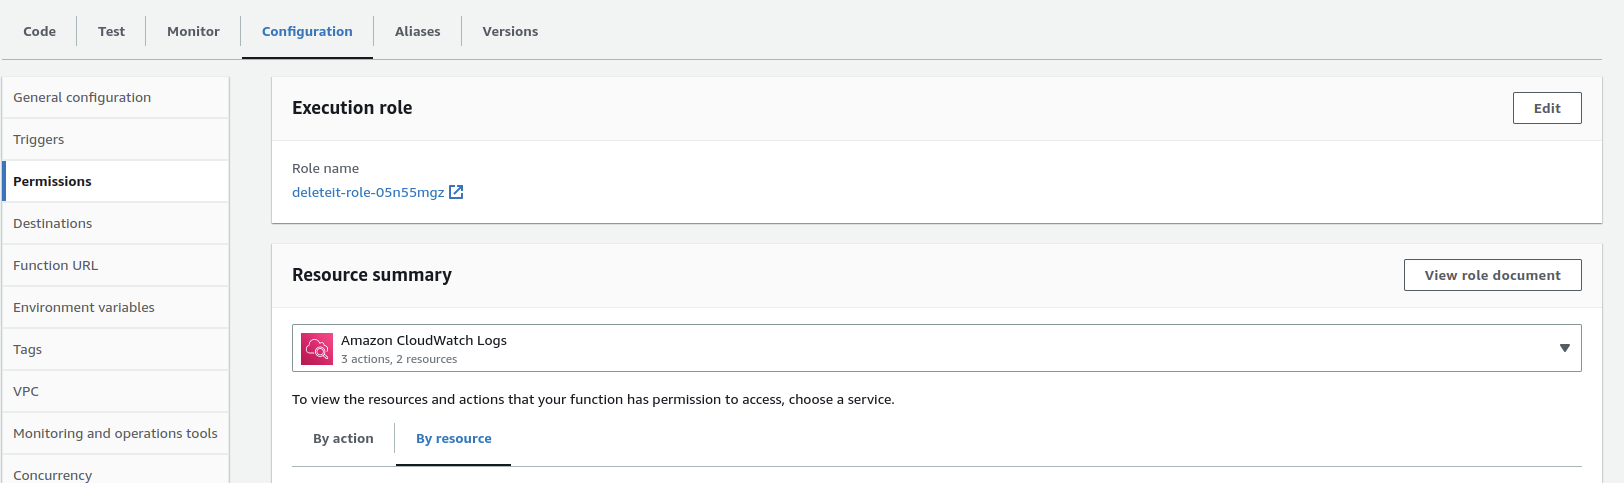 Code Test Monitor Configuration Aliases Versions
General configuration
Triggers
Permissions
Destinations
Function URL
Environment variables
Tags
VPC
Monitoring and operations tools
Concurrency
Execution role
Edit
Role name
deleteit-role-05n55mgz
Resource summary
View role document
Amazon CloudWatch Logs
3 actions, 2 resources
To view the resources and actions that your function has permission to access, choose a service.
By action By resource